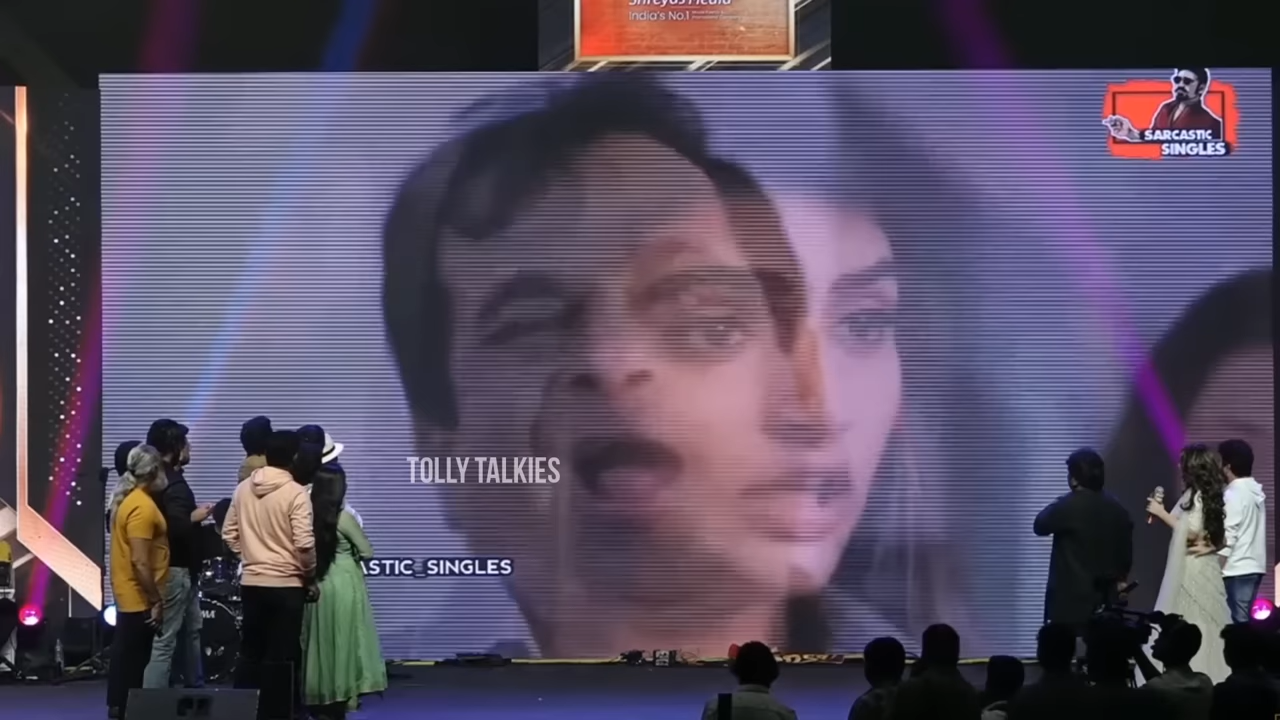 Shreyas Media
India's No.1
SARCASTIC
SINGLES
TOLLY TALKIES
ASTIC_SINGLES